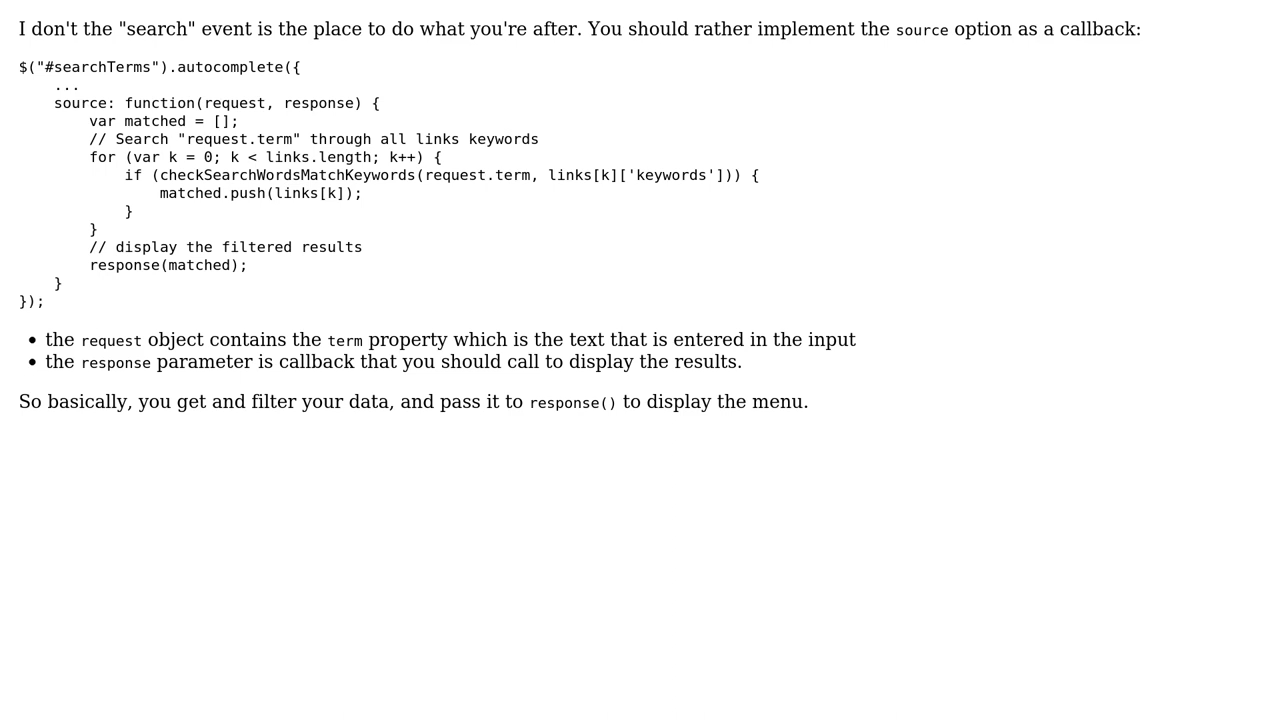 I don't the "search" event is the place to do what you're after. You should rather implement the source option as a callback:
$("#searchTerms").autocomplete({
    ...
    source: function(request, response) {
        var matched = [];
        // Search "request.term" through all links keywords
        for (var k = 0; k < links.length; k++) {
            if (checkSearchWordsMatchKeywords(request.term, links[k]['keywords'])) {
                matched.push(links[k]);
            }
        }
        // display the filtered results
        response(matched);
    }
});
• the request object contains the term property which is the text that is entered in the input
• the response parameter is callback that you should call to display the results.
So basically, you get and filter your data, and pass it to response() to display the menu.